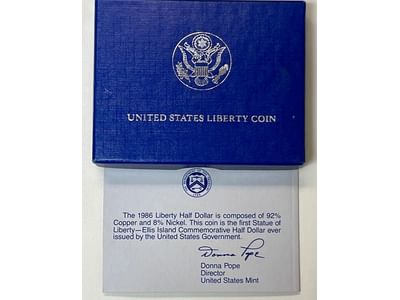 UNITED STATES LIBERTY COIN
The 1986 Liberty Half Dollar is composed of 92%
Copper and 8% Nickel. This coin is the first Statue of
Liberty—Ellis Island Commemorative Half Dollar ever
issued by the United States Government.
Donna Pope
Donna Pope
Director
United States Mint